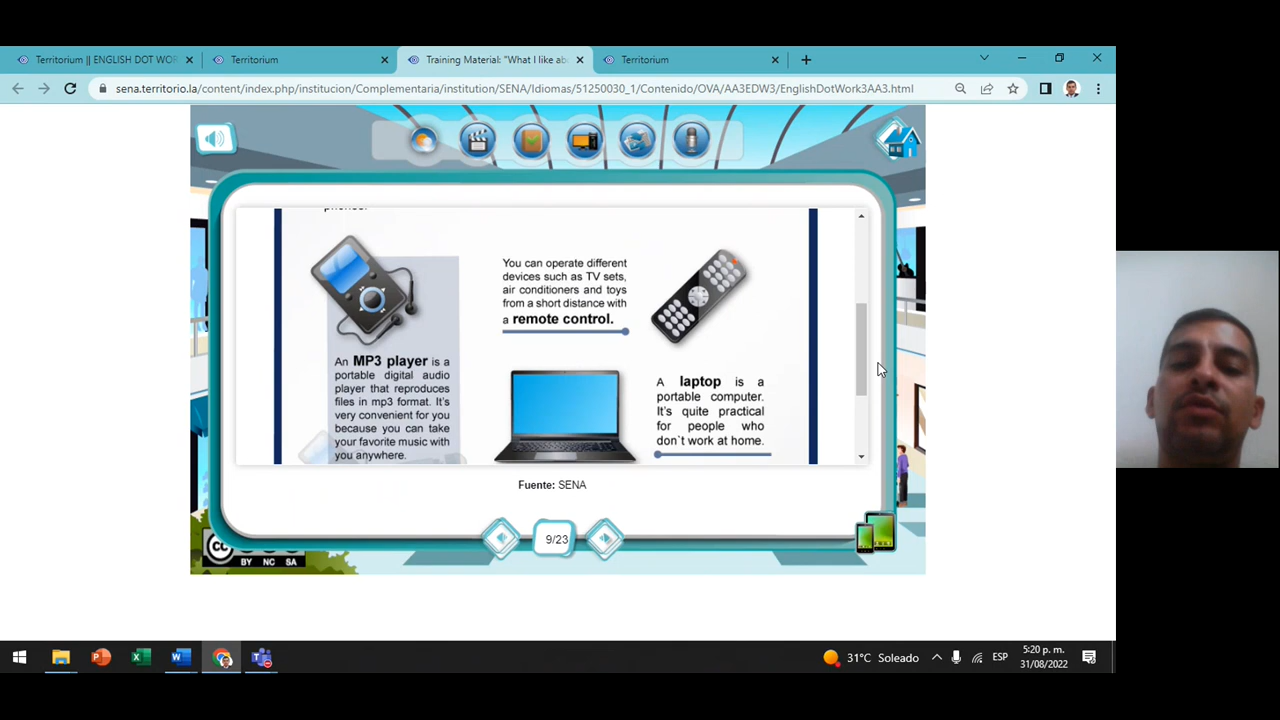 Territorium || ENGLISH DOT WOR
Territorium
Training Material: "What I like abo
Territorium
sena.territorio.la/content/index.php/institucion/Complementaria/institution/SENA/Idiomas/51250030_1/Contenido/OVA/AA3EDW3/EnglishDotWork3AA3.html
phones.
You can operate different
devices such as TV sets,
air conditioners and toys
from a short distance with
a remote control.
An MP3 player is a
portable digital audio
player that reproduces
files in mp3 format. It's
very convenient for you
because you can take
your favorite music with
you anywhere.
A laptop is a
portable computer.
It's quite practical
for people who
don`t work at home.
Fuente: SENA
9/23
CC
BY NC SA
31°C Soleado
ESP
5:20 p. m.
31/08/2022